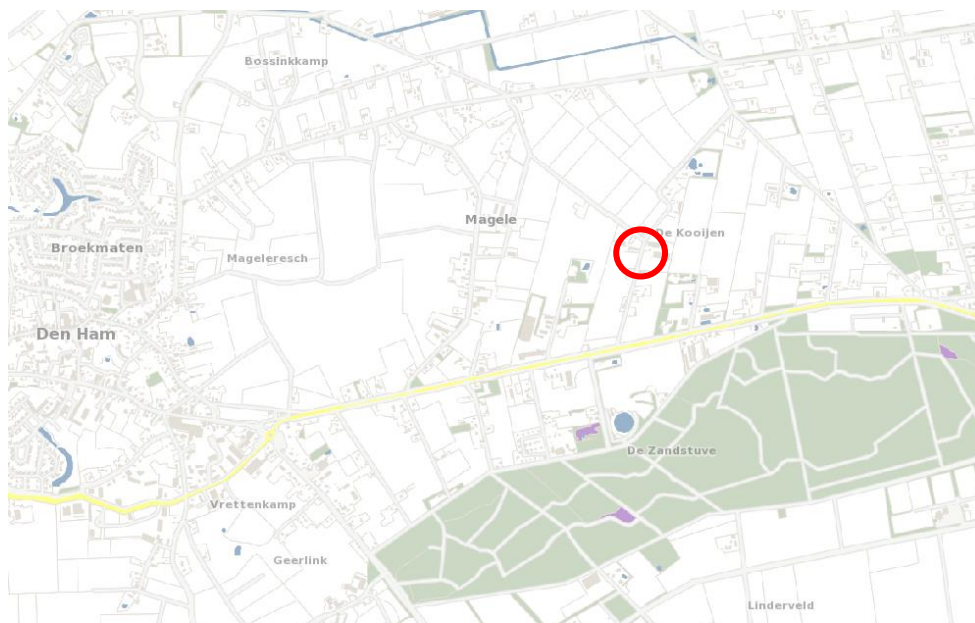 Bossinkkamp
Magele
De Kooijen
Broekmaten
Mageleresch
Den Ham
De Zandstuve
Vrettenkamp
Geerlink
Linderveld